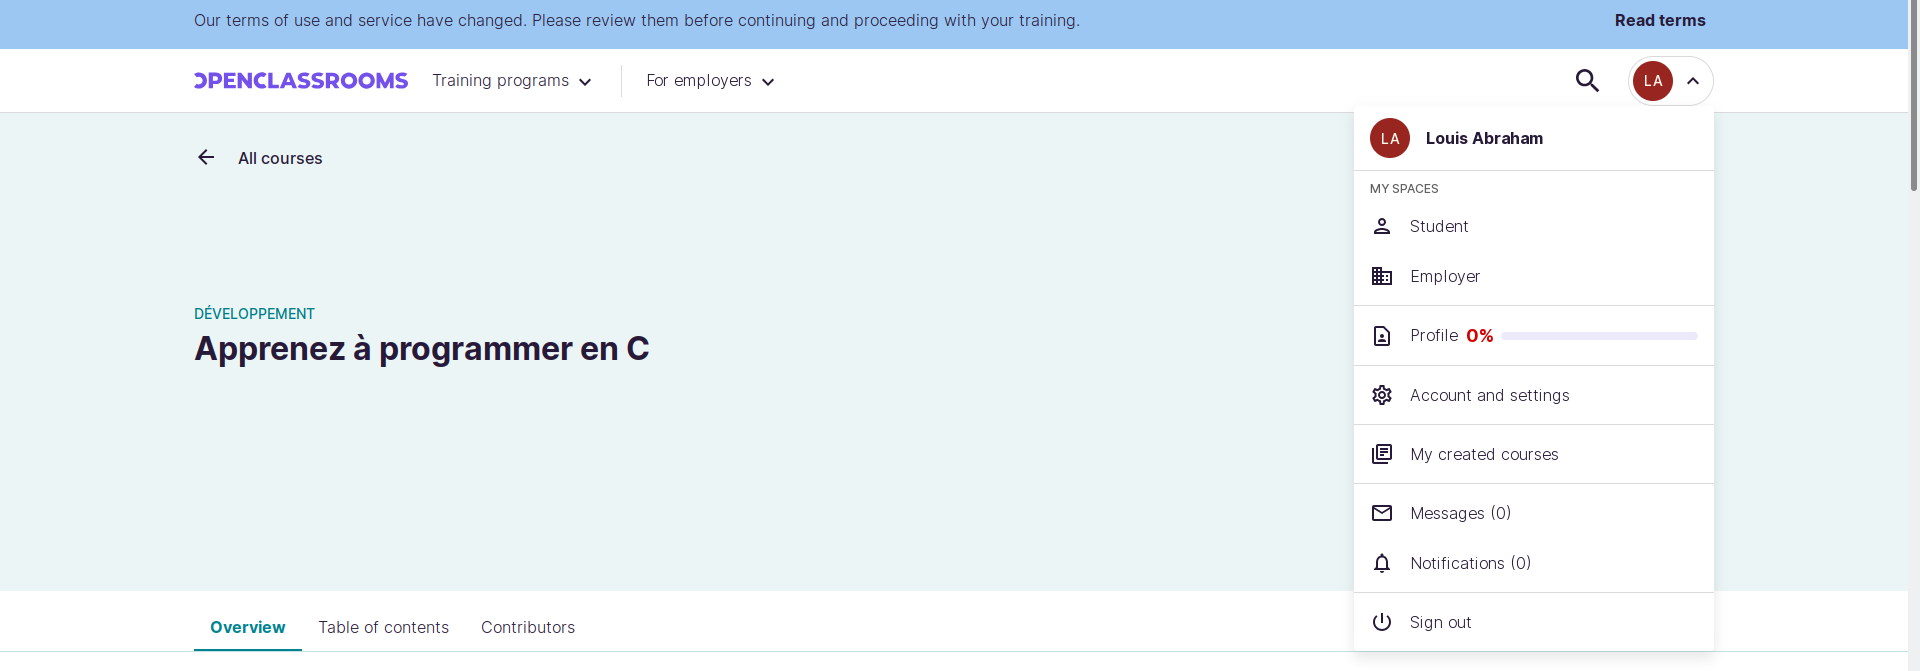 Our terms of use and service have changed. Please review them before continuing and proceeding with your training.
Read terms
OPENCLASSROOMS
Training programs
For employers
LA
LA
Louis Abraham
All courses
MY SPACES
Student
Employer
DÉVELOPPEMENT
Profile 0%
Apprenez à programmer en C
Account and settings
My created courses
Messages (0)
Notifications (0)
Sign out
Overview
Table of contents
Contributors